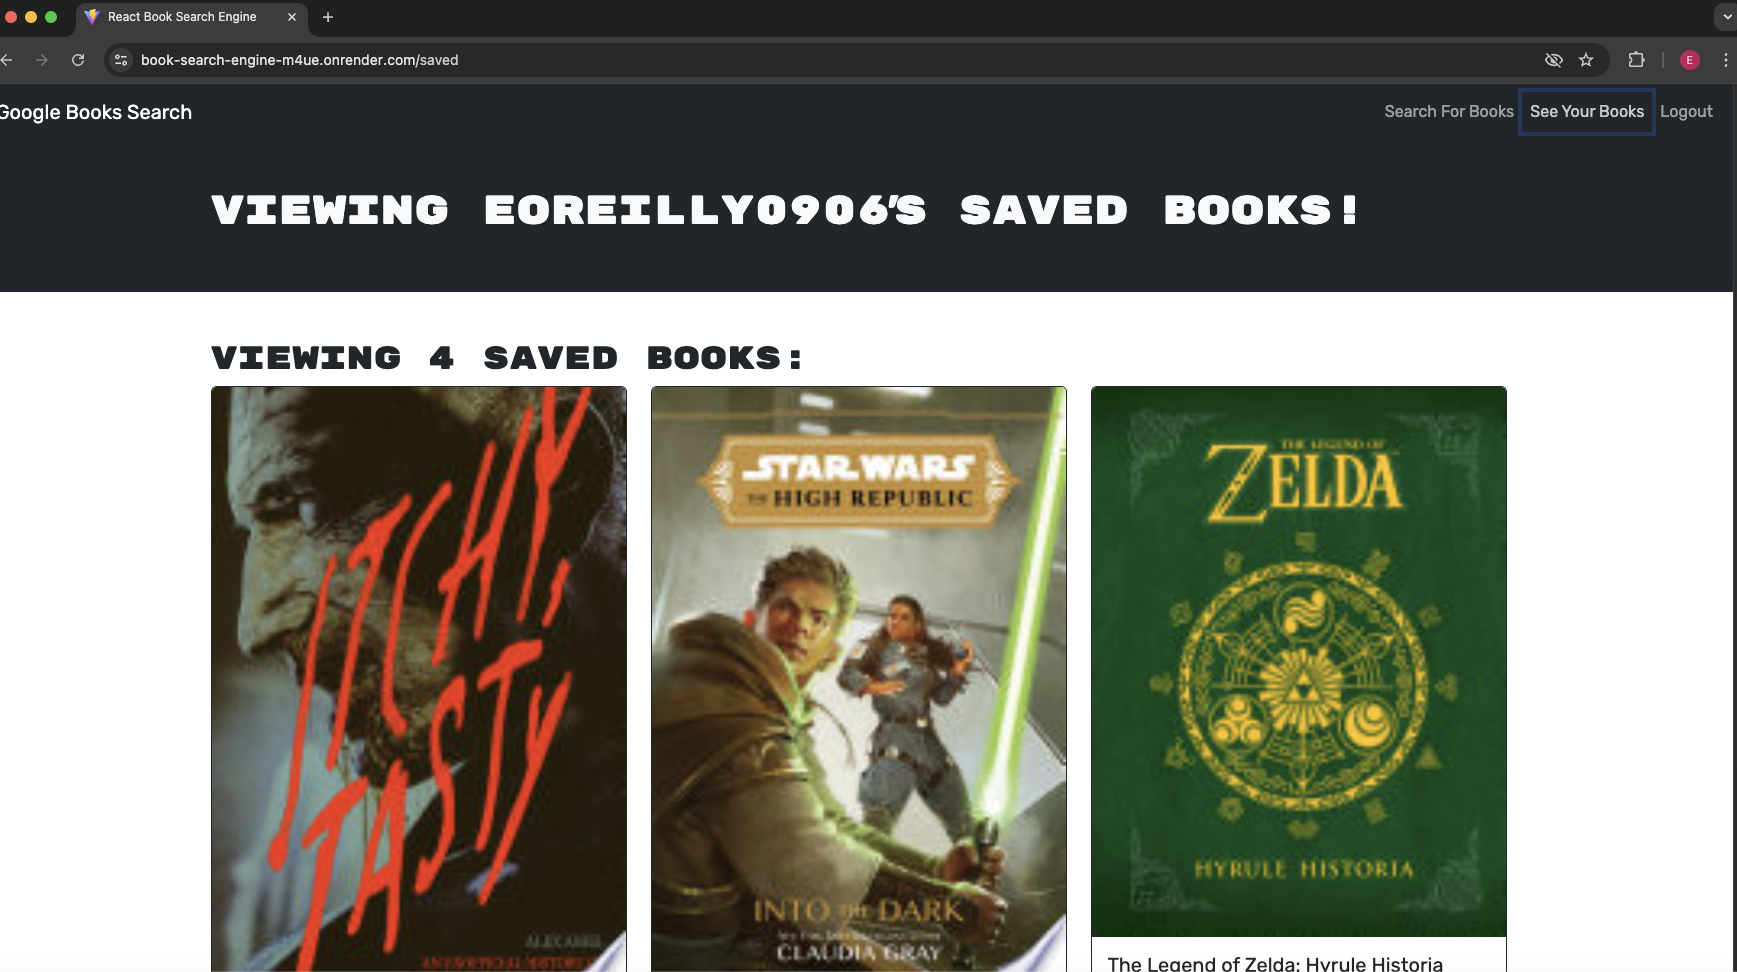 React Book Search Engine
book-search-engine-m4ue.onrender.com/saved
E
Google Books Search
Search For Books
See Your Books
Logout
VIEWING EOREILLY0906'S SAVED BOOKS!
VIEWING 4 SAVED BOOKS:
ITCHY,
TASTY
STAR WARS
THE HIGH REPUBLIC
INTO THE DARK
CLAUDIA GRAY
THE LEGEND OF
ZELDA
HYRULE HISTORIA
The Legend of Zelda: Hyrule Historia